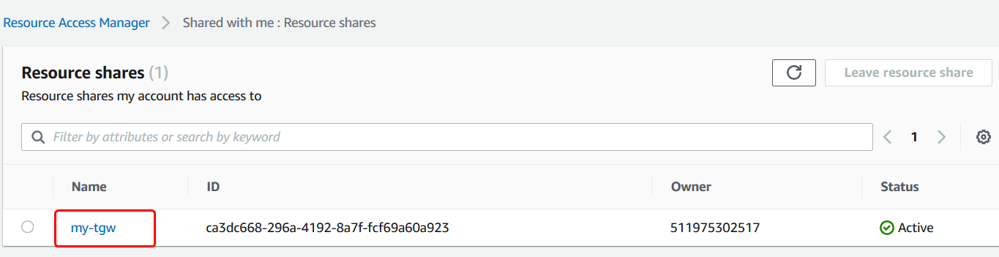 Resource Access Manager > Shared with me : Resource shares
Resource shares (1)
Leave resource share
Resource shares my account has access to
Filter by attributes or search by keyword
1
Name ID Owner Status
my-tgw ca3dc668-296a-4192-8a7f-fcf69a60a923 511975302517 Active